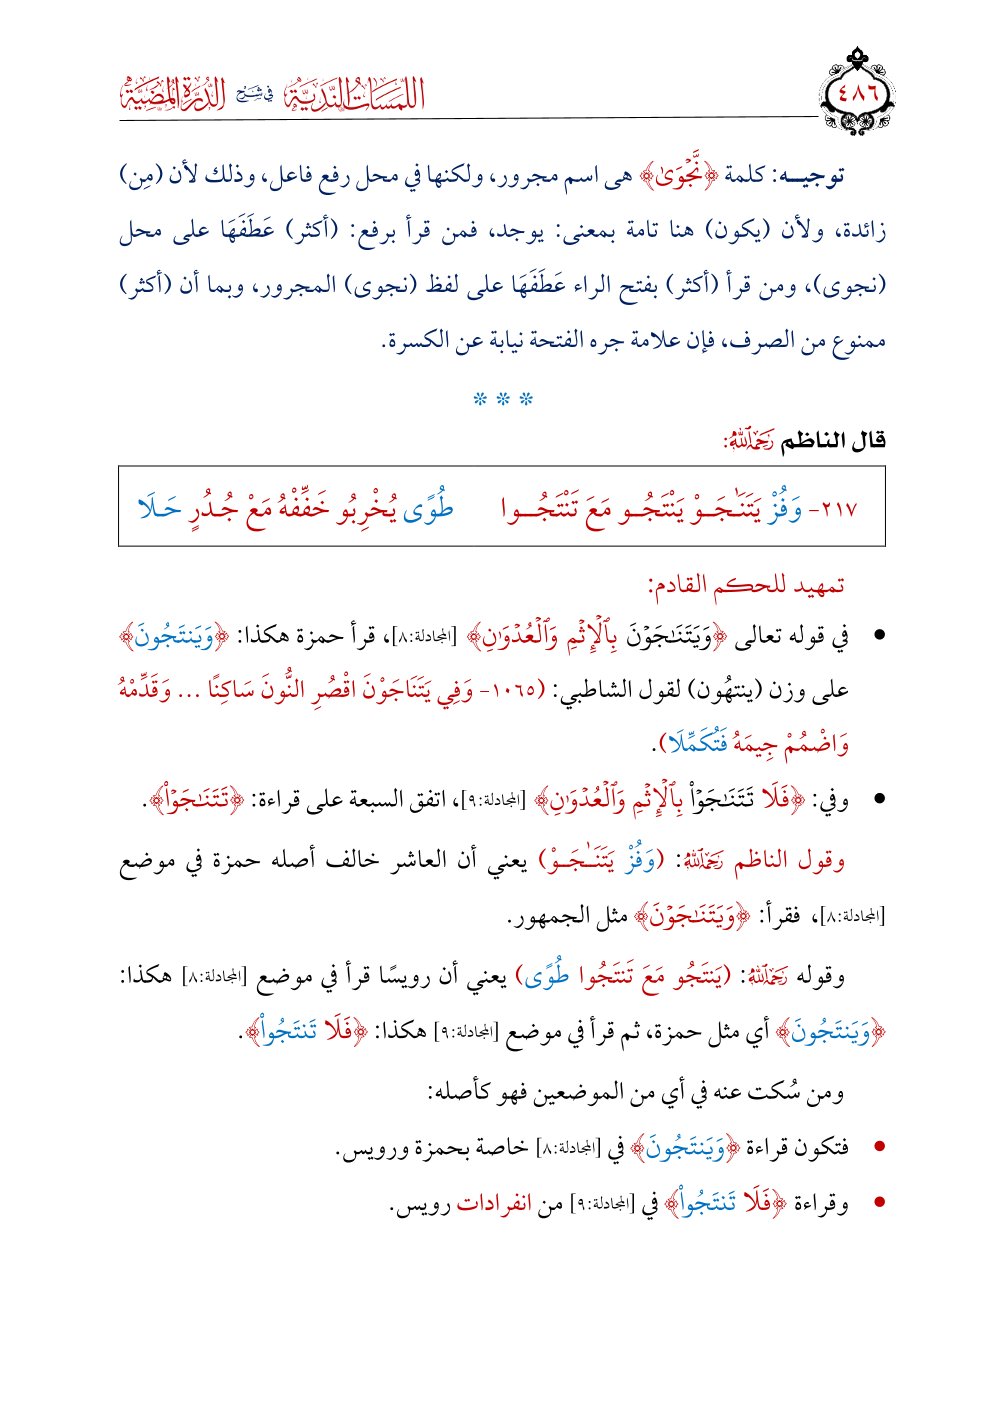 ٤٨٦
اللمسات الندية في شرح الدرة المضية
توجيـــه: كلمة ﴿نَّجْوَىٰ﴾ هى اسم مجرور، ولكنها في محل رفع فاعل، وذلك لأن (مِن)
زائدة، ولأن (يكون) هنا تامة بمعنى: يوجد، فمن قرأ برفع: (أكثر) عَطَفَهَا على محل
(نجوى)، ومن قرأ (أكثر) بفتح الراء عَطَفَهَا على لفظ (نجوى) المجرور، وبما أن (أكثر)
ممنوع من الصرف، فإن علامة جره الفتحة نيابة عن الكسرة.
* * *
قال الناظم رَحِمَهُ اللَّهُ:
٢١٧- وَفُزْ يَتَنَـٰجَـوْ يَنْتَجُـو مَعَ تَنْتَجُــوا طُوًى يُخْرِبُو خَفِّفْهُ مَعْ جُـدُرٍ حَـلَا
تمهيد للحكم القادم:
● في قوله تعالى ﴿وَيَتَنَـٰجَوْنَ بِٱلْإِثْمِ وَٱلْعُدْوَٰنِ﴾ [المجادلة:٨]، قرأ حمزة هكذا: ﴿وَيَنتَجُونَ﴾
على وزن (ينتهُون) لقول الشاطبي: (١٠٦٥- وَفِي يَتَنَاجَوْنَ اقْصُرِ النُّونَ سَاكِنًا ... وَقَدِّمْهُ
وَاضْمُمْ جِيمَهُ فَتُكَمِّلَا).
● وفي: ﴿فَلَا تَتَنَـٰجَوْاْ بِٱلْإِثْمِ وَٱلْعُدْوَٰنِ﴾ [المجادلة:٩]، اتفق السبعة على قراءة: ﴿تَتَنَـٰجَوْاْ﴾.
وقول الناظم رَحِمَهُ اللَّهُ: (وَفُزْ يَتَنَـٰجَـوْ) يعني أن العاشر خالف أصله حمزة في موضع
[المجادلة:٨]، فقرأ: ﴿وَيَتَنَـٰجَوْنَ﴾ مثل الجمهور.
وقوله رَحِمَهُ اللَّهُ: (يَنتَجُو مَعَ تَنتَجُوا طُوًى) يعني أن رويسًا قرأ في موضع [المجادلة:٨] هكذا:
﴿وَيَنتَجُونَ﴾ أي مثل حمزة، ثم قرأ في موضع [المجادلة:٩] هكذا: ﴿فَلَا تَنتَجُواْ﴾.
ومن سُكت عنه في أي من الموضعين فهو كأصله:
● فتكون قراءة ﴿وَيَنتَجُونَ﴾ في [المجادلة:٨] خاصة بحمزة ورويس.
● وقراءة ﴿فَلَا تَنتَجُواْ﴾ في [المجادلة:٩] من انفرادات رويس.